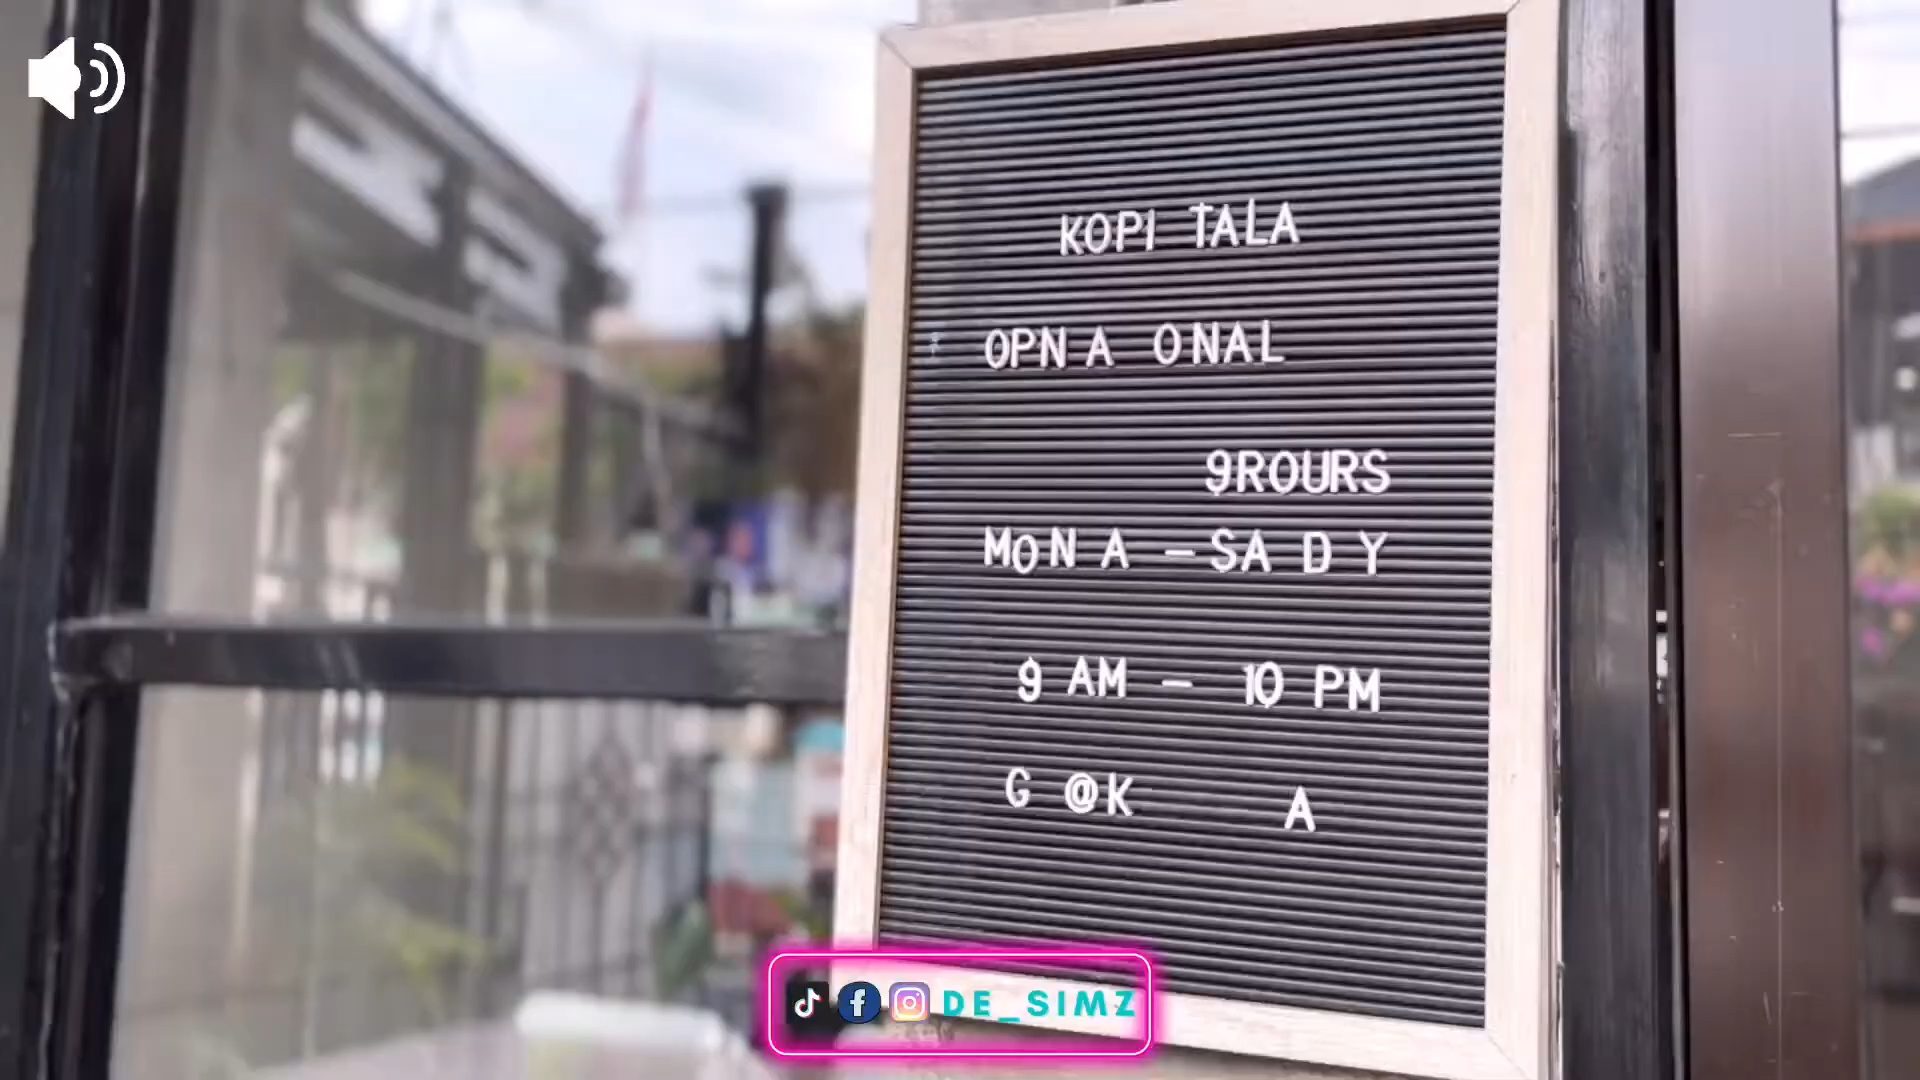 KOPI TALA
OPN A ONAL
9ROURS
MON A - SA D Y
9 AM - 10 PM
G @K A
DE_SIMZ